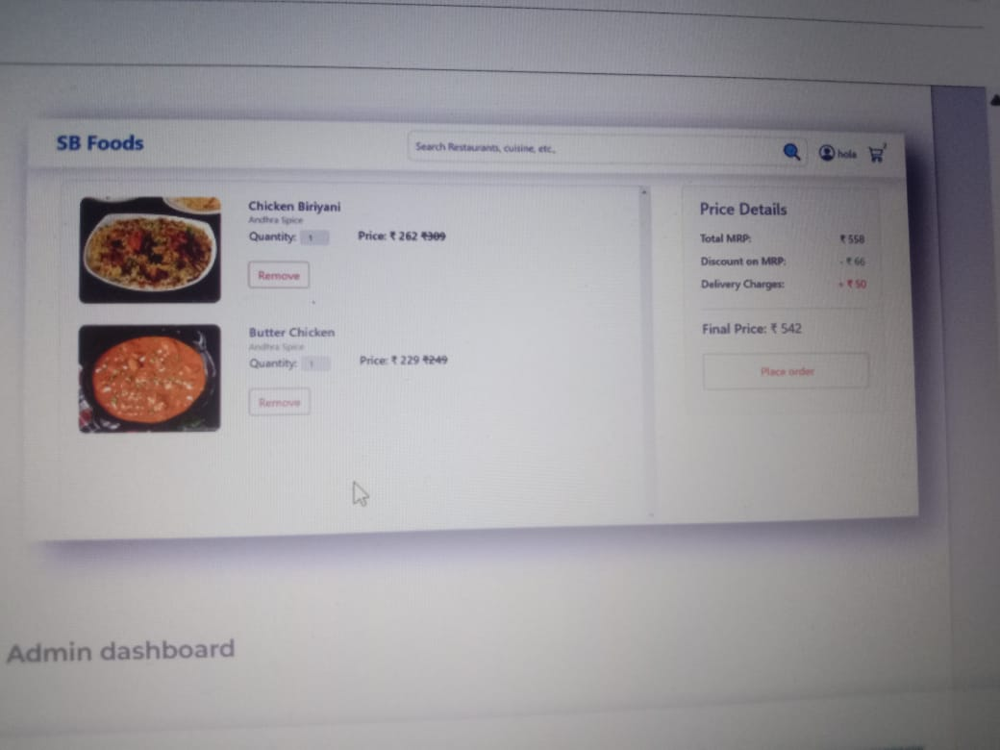 SB Foods
Search Restaurants, cuisine, etc.,
hola
2
Chicken Biriyani
Andhra Spice
Quantity: 1
Price: ₹ 262 ₹309
Remove
Butter Chicken
Andhra Spice
Quantity: 1
Price: ₹ 229 ₹249
Remove
Price Details
Total MRP: ₹ 558
Discount on MRP: - ₹ 66
Delivery Charges: + ₹ 50
Final Price: ₹ 542
Place order
Admin dashboard